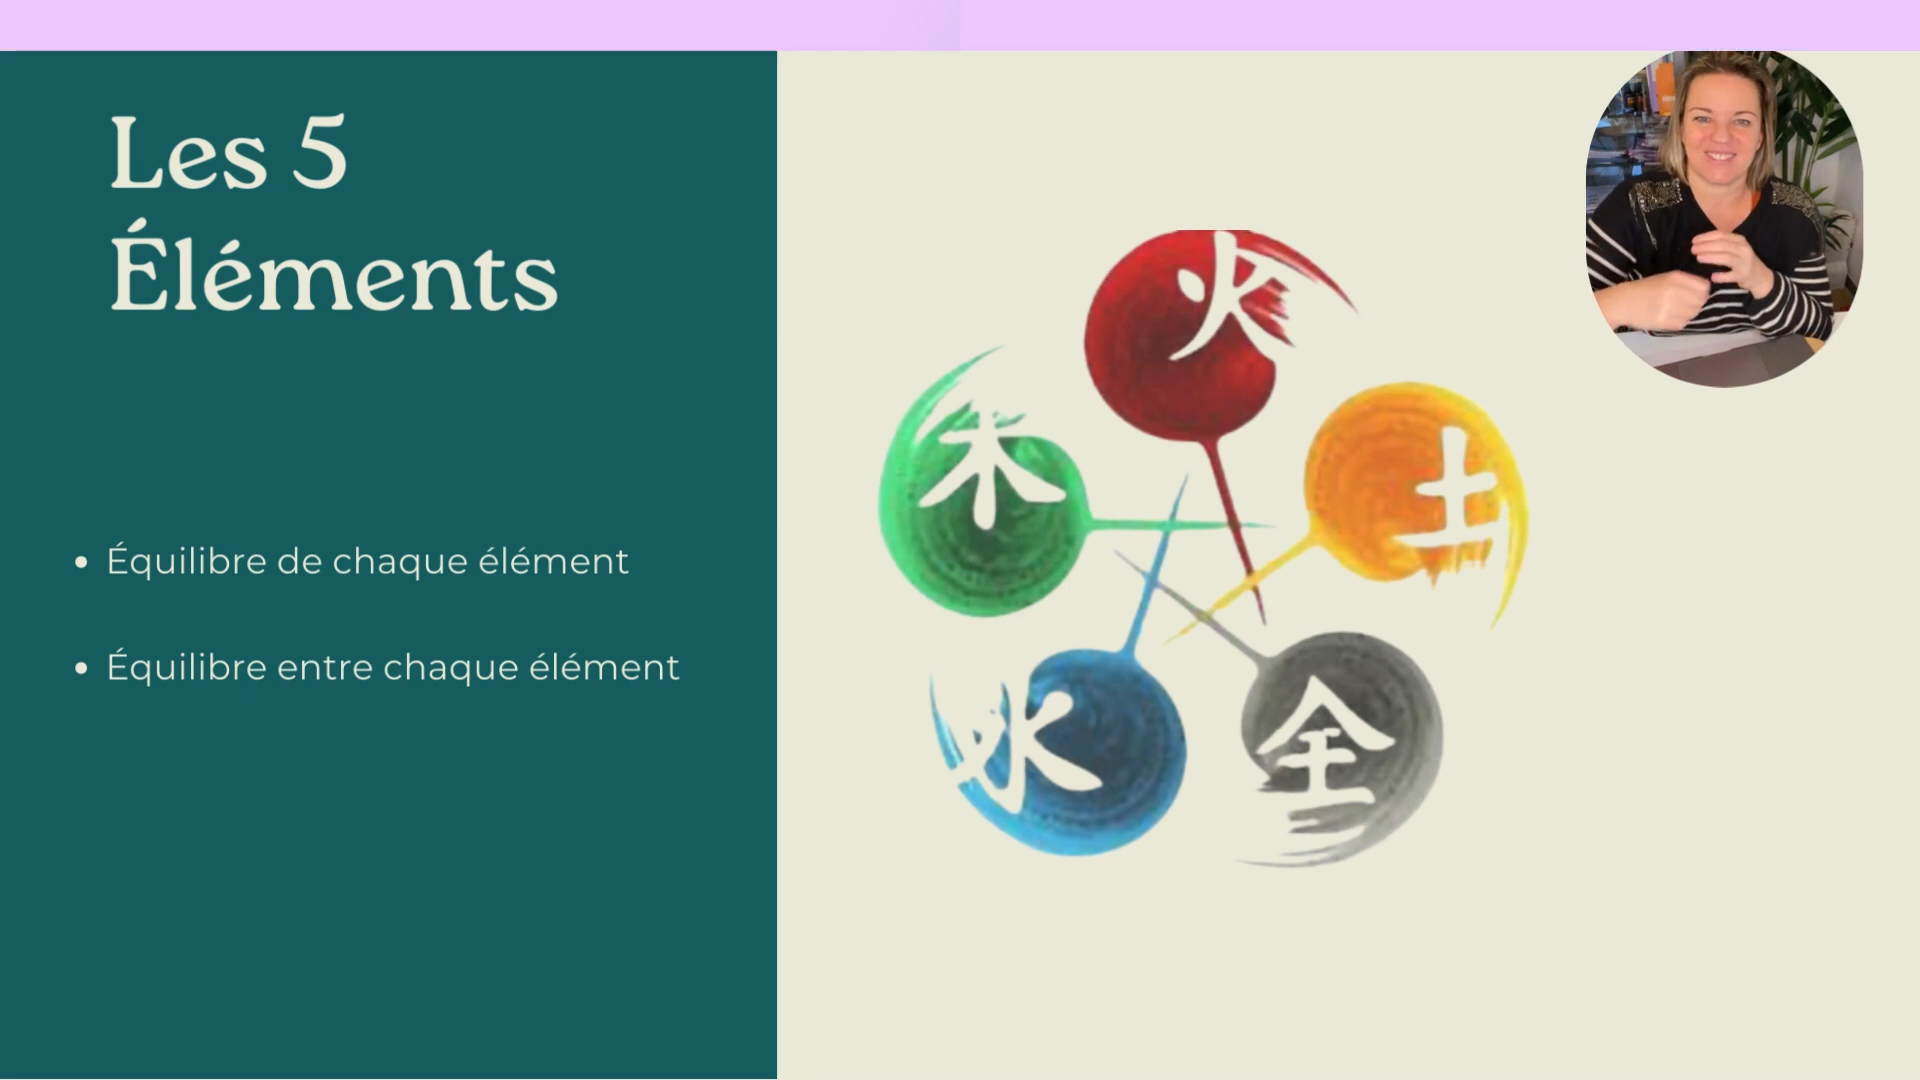 Les 5
Éléments
• Équilibre de chaque élément
• Équilibre entre chaque élément
火
木
土
水
金